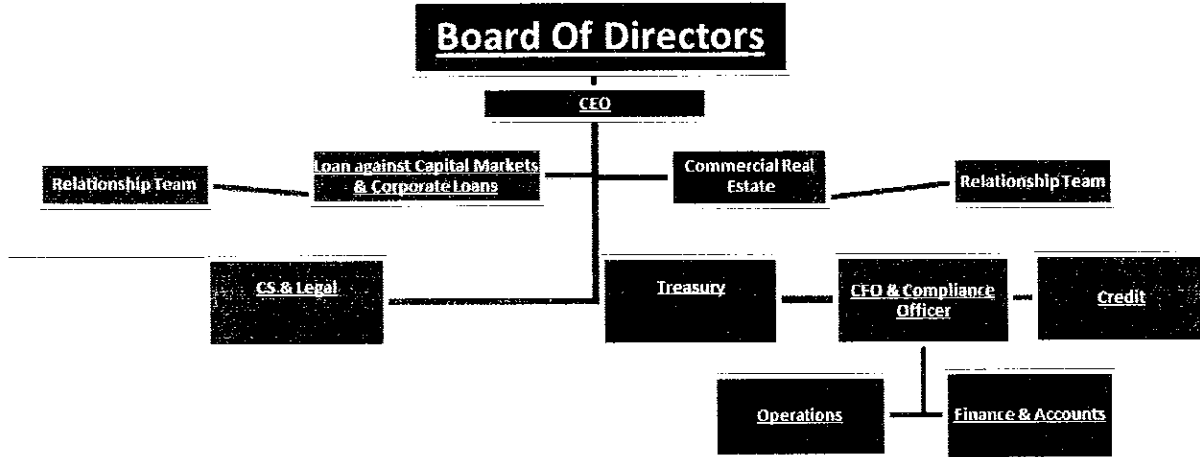 Board Of Directors
CEO
Loan against Capital Markets
& Corporate Loans
Commercial Real
Estate
Relationship Team
Relationship Team
CS & Legal
Treasury
CFO & Compliance
Officer
Credit
Operations
Finance & Accounts